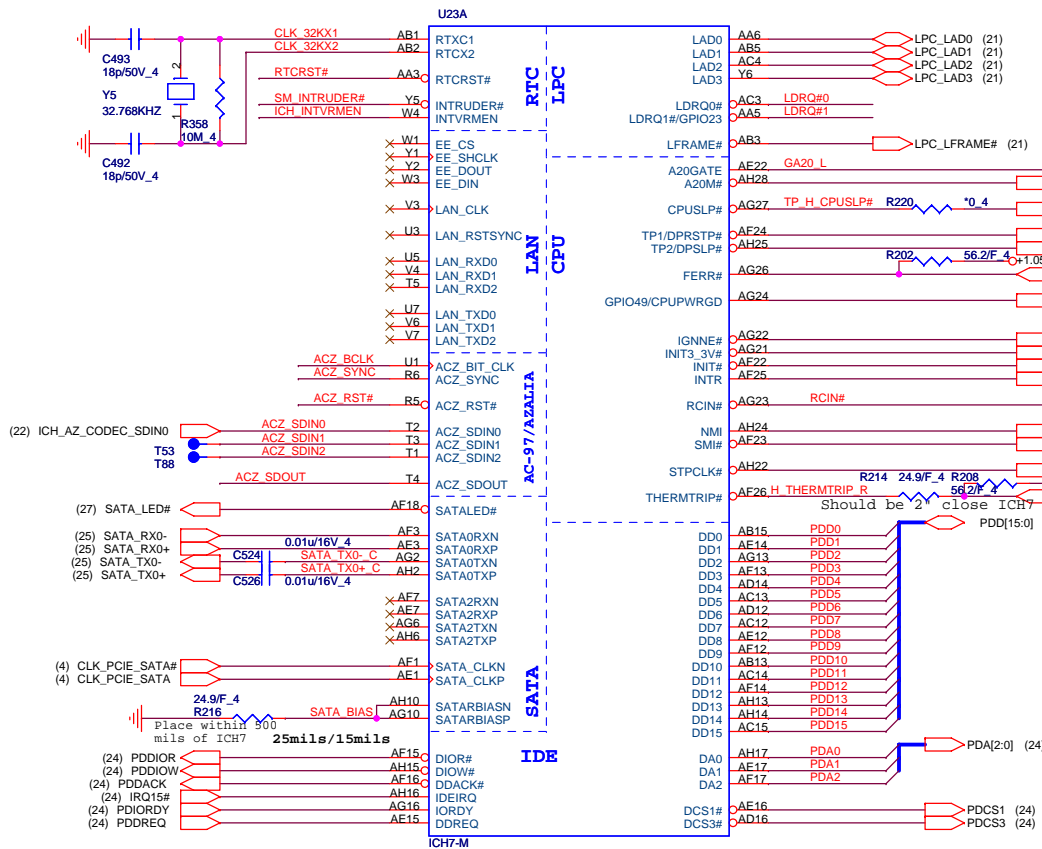 U23A
CLK_32KX1 AB1 RTXC1
CLK_32KX2 AB2 RTCX2
C493
18p/50V_4
Y5
32.768KHZ
2
1
R358
10M_4
C492
18p/50V_4
RTCRST# AA3 RTCRST#
SM_INTRUDER# Y5 INTRUDER#
ICH_INTVRMEN W4 INTVRMEN
W1 EE_CS
Y1 EE_SHCLK
Y2 EE_DOUT
W3 EE_DIN
V3 LAN_CLK
U3 LAN_RSTSYNC
U5 LAN_RXD0
V4 LAN_RXD1
T5 LAN_RXD2
U7 LAN_TXD0
V6 LAN_TXD1
V7 LAN_TXD2
ACZ_BCLK U1 ACZ_BIT_CLK
ACZ_SYNC R6 ACZ_SYNC
ACZ_RST# R5 ACZ_RST#
(22) ICH_AZ_CODEC_SDIN0 ACZ_SDIN0 T2 ACZ_SDIN0
T53 ACZ_SDIN1 T3 ACZ_SDIN1
T88 ACZ_SDIN2 T1 ACZ_SDIN2
ACZ_SDOUT T4 ACZ_SDOUT
(27) SATA_LED# AF18 SATALED#
(25) SATA_RX0- AF3 SATA0RXN
(25) SATA_RX0+ 0.01u/16V_4 AE3 SATA0RXP
(25) SATA_TX0- C524 SATA_TX0-_C AG2 SATA0TXN
(25) SATA_TX0+ SATA_TX0+_C AH2 SATA0TXP
C526 0.01u/16V_4
AF7 SATA2RXN
AE7 SATA2RXP
AG6 SATA2TXN
AH6 SATA2TXP
(4) CLK_PCIE_SATA# AF1 SATA_CLKN
(4) CLK_PCIE_SATA AE1 SATA_CLKP
24.9/F_4
R216
AH10 SATARBIASN
SATA_BIAS AG10 SATARBIASP
Place within 500
mils of ICH7
25mils/15mils
(24) PDDIOR AF15 DIOR#
(24) PDDIOW AH15 DIOW#
(24) PDDACK AF16 DDACK#
(24) IRQ15# AH16 IDEIRQ
(24) PDIORDY AG16 IORDY
(24) PDDREQ AE15 DDREQ
ICH7-M
RTC
LPC
LAN
CPU
AC-97/AZALIA
SATA
IDE
LAD0 AA6 LPC_LAD0 (21)
LAD1 AB5 LPC_LAD1 (21)
LAD2 AC4 LPC_LAD2 (21)
LAD3 Y6 LPC_LAD3 (21)
LDRQ0# AC3 LDRQ#0
LDRQ1#/GPIO23 AA5 LDRQ#1
LFRAME# AB3 LPC_LFRAME# (21)
A20GATE AE22 GA20_L
A20M# AH28
CPUSLP# AG27 TP_H_CPUSLP# R220 *0_4
TP1/DPRSTP# AF24
TP2/DPSLP# AH25
R202 56.2/F_4 +1.05
FERR# AG26
GPIO49/CPUPWRGD AG24
IGNNE# AG22
INIT3_3V# AG21
INIT# AF22
INTR AF25
RCIN# AG23 RCIN#
NMI AH24
SMI# AF23
STPCLK# AH22
R214 24.9/F_4 R208
56.2/F_4
THERMTRIP# AF26 H_THERMTRIP_R
Should be 2" close ICH7
PDD[15:0]
DD0 AB15 PDD0
DD1 AE14 PDD1
DD2 AG13 PDD2
DD3 AF13 PDD3
DD4 AD14 PDD4
DD5 AC13 PDD5
DD6 AD12 PDD6
DD7 AC12 PDD7
DD8 AE12 PDD8
DD9 AF12 PDD9
DD10 AB13 PDD10
DD11 AC14 PDD11
DD12 AF14 PDD12
DD13 AH13 PDD13
DD14 AH14 PDD14
DD15 AC15 PDD15
PDA[2:0] (24)
DA0 AH17 PDA0
DA1 AE17 PDA1
DA2 AF17 PDA2
DCS1# AE16 PDCS1 (24)
DCS3# AD16 PDCS3 (24)